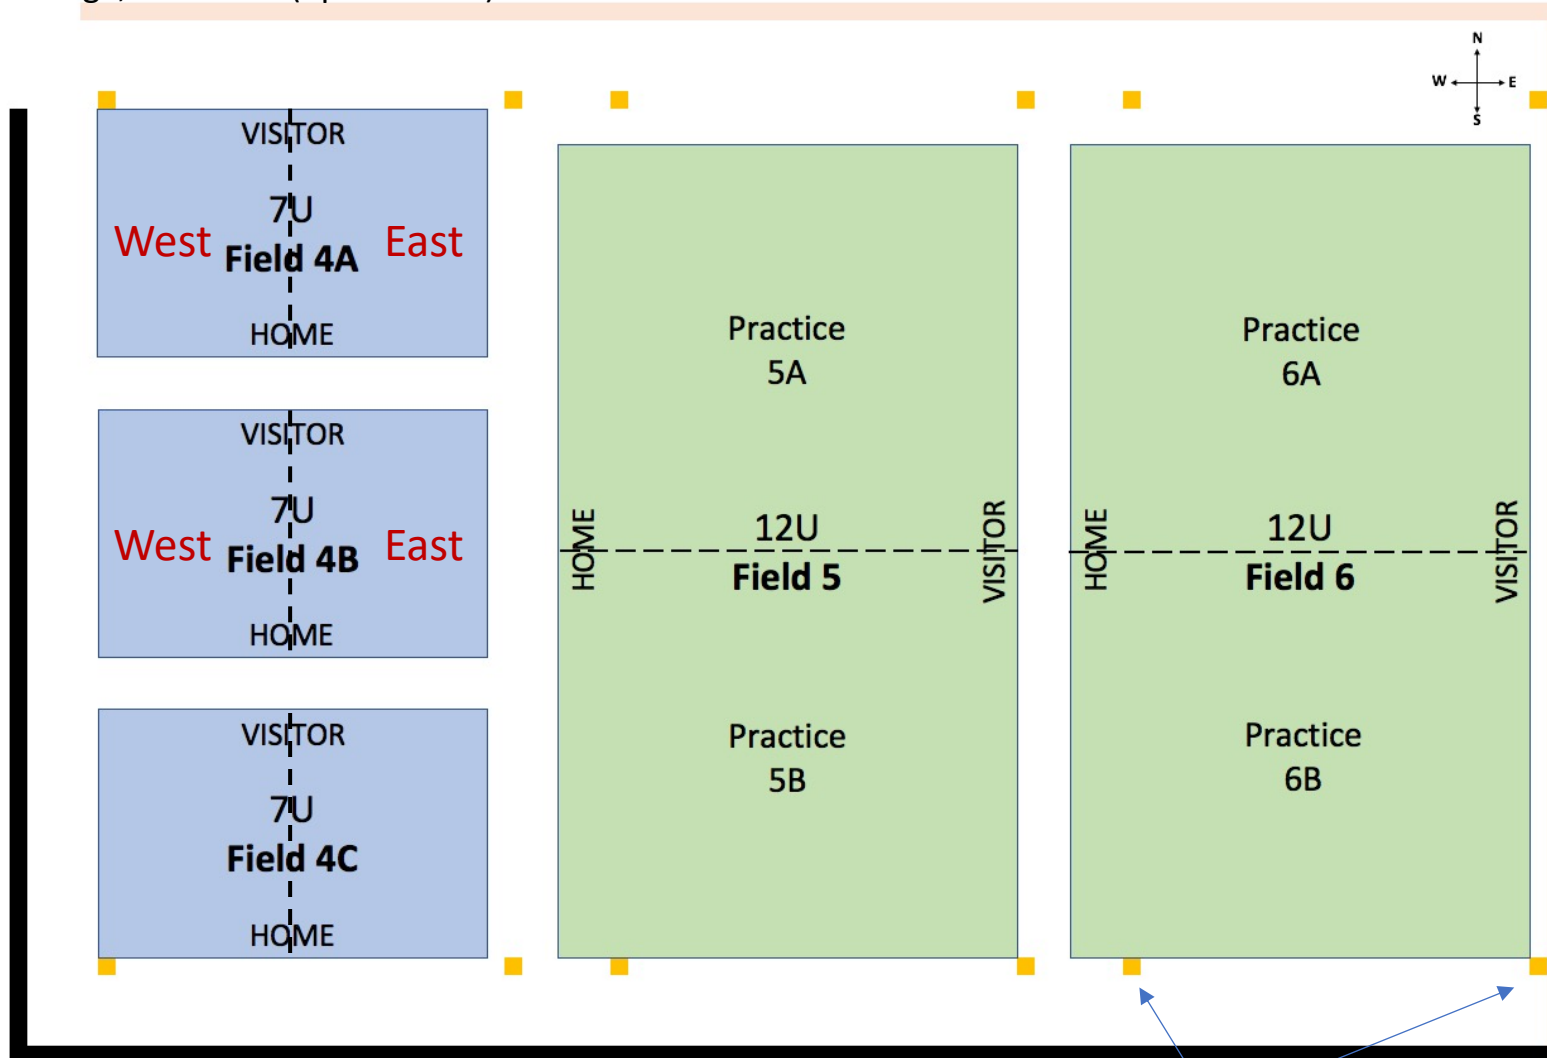 N
W E
S
VISITOR
7U
West Field 4A East
HOME
VISITOR
7U
West Field 4B East
HOME
VISITOR
7U
Field 4C
HOME
Practice
5A
HOME 12U VISITOR
Field 5
Practice
5B
Practice
6A
HOME 12U VISITOR
Field 6
Practice
6B